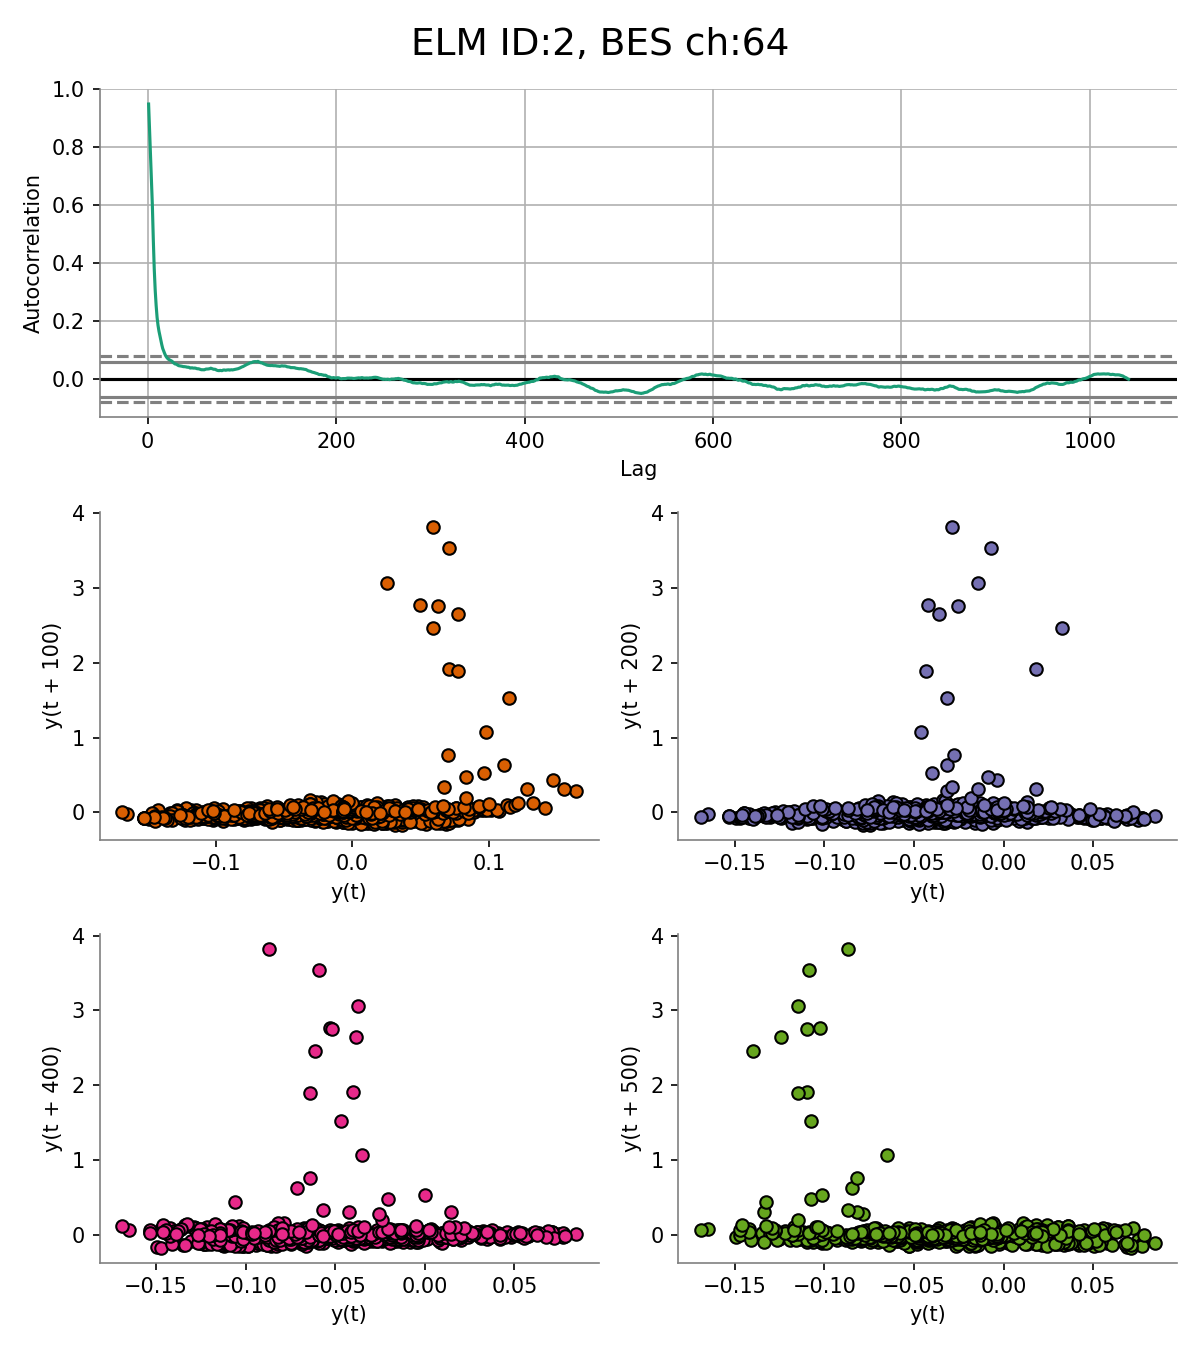 ELM ID:2, BES ch:64
1.0
0.8
0.6
0.4
0.2
0.0
Autocorrelation
0 200 400 600 800 1000
Lag
4
3
2
1
0
y(t + 100)
−0.1 0.0 0.1
y(t)
4
3
2
1
0
y(t + 200)
−0.15 −0.10 −0.05 0.00 0.05
y(t)
4
3
2
1
0
y(t + 400)
−0.15 −0.10 −0.05 0.00 0.05
y(t)
4
3
2
1
0
y(t + 500)
−0.15 −0.10 −0.05 0.00 0.05
y(t)